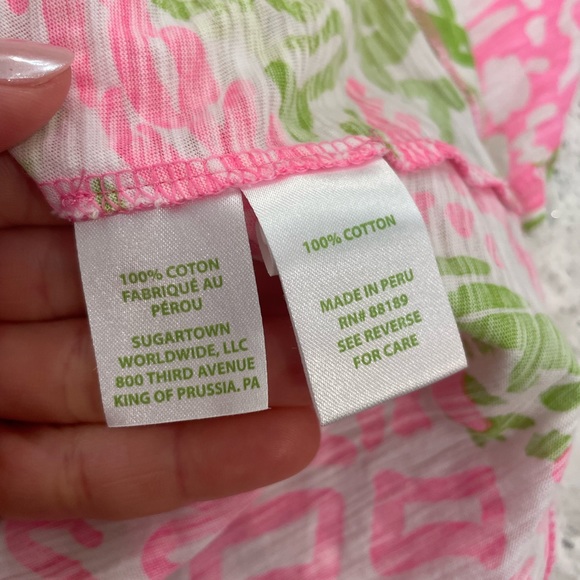 100% COTON
FABRIQUÉ AU
PÉROU
SUGARTOWN
WORLDWIDE, LLC
800 THIRD AVENUE
KING OF PRUSSIA, PA
100% COTTON
MADE IN PERU
RN# 88189
SEE REVERSE
FOR CARE